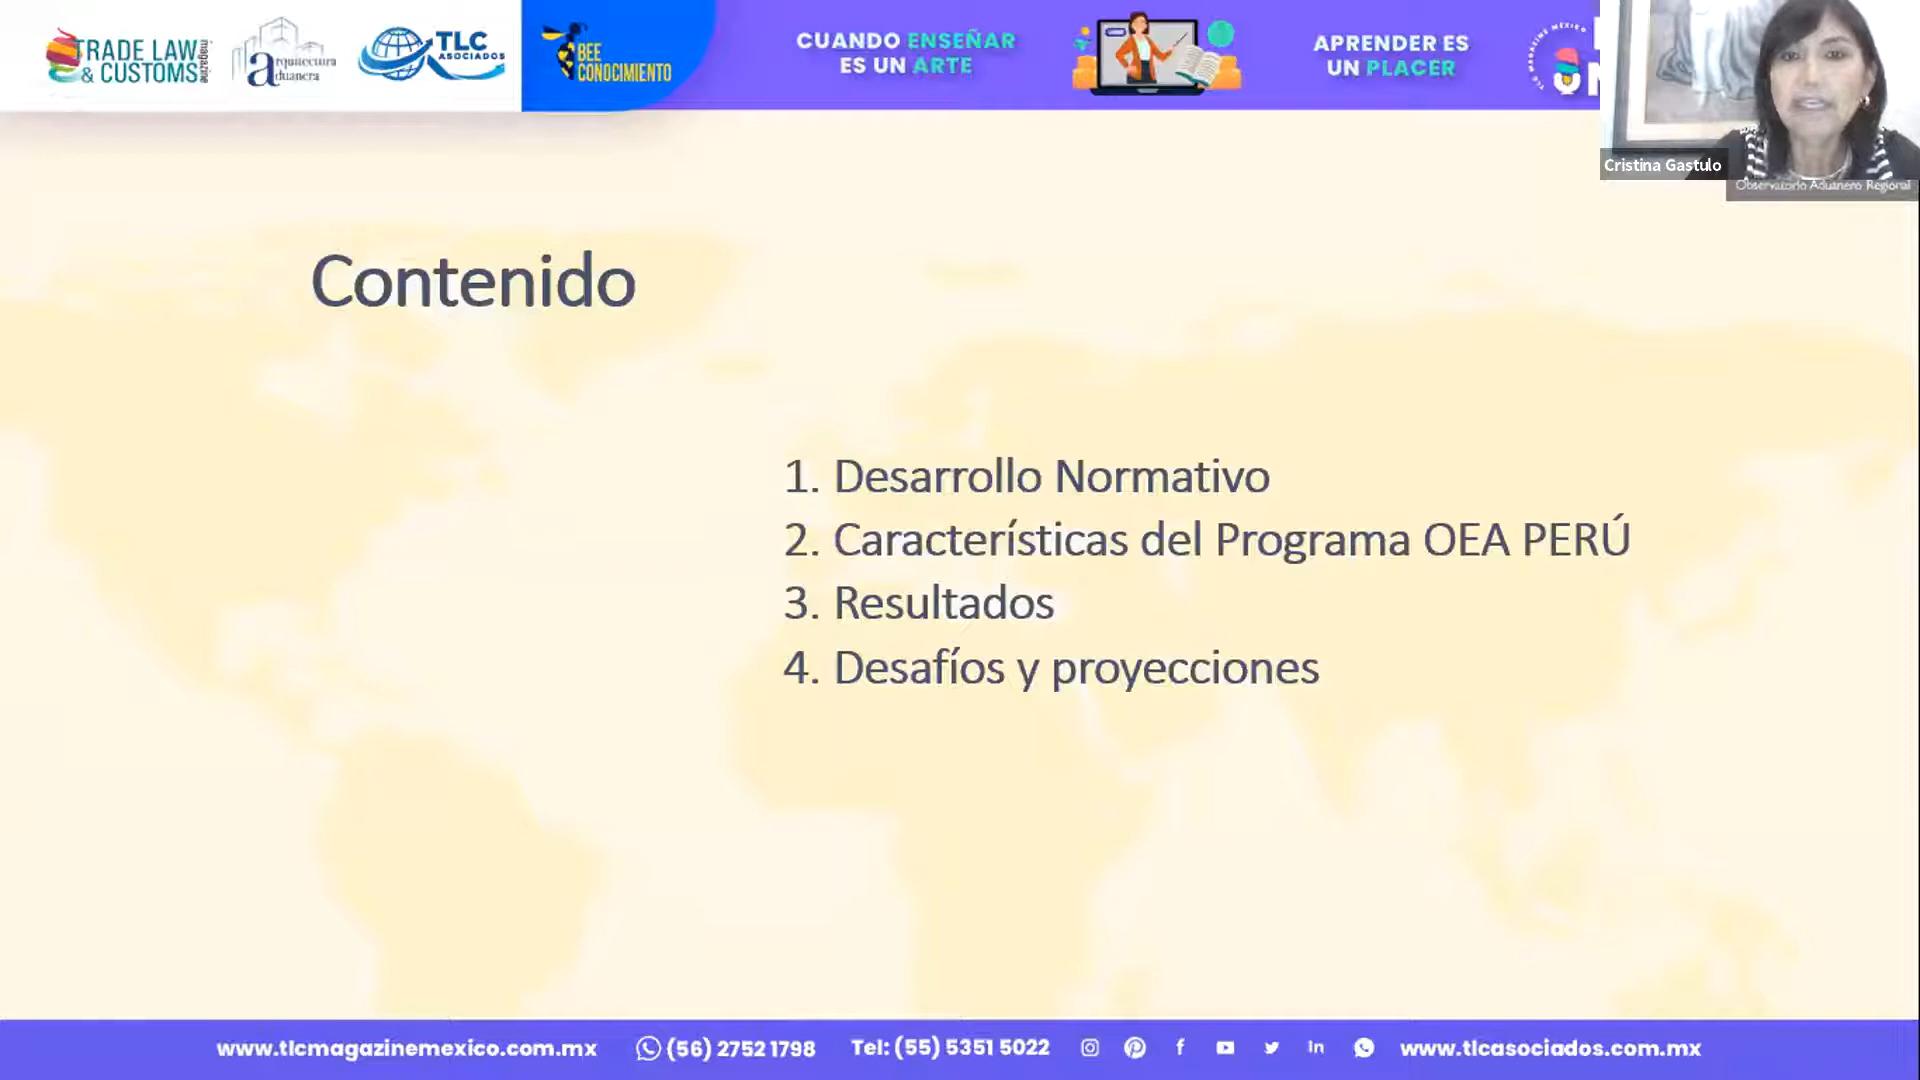 TRADE LAW
& CUSTOMS
magazine
arquitectura
aduanera
TLC
ASOCIADOS
BEE
CONOCIMIENTO
CUANDO ENSEÑAR
ES UN ARTE
APRENDER ES
UN PLACER
Cristina Gastulo
Observatorio Aduanero Regional
Contenido
1. Desarrollo Normativo
2. Características del Programa OEA PERÚ
3. Resultados
4. Desafíos y proyecciones
www.tlcmagazinemexico.com.mx (56) 2752 1798 Tel: (55) 5351 5022 www.tlcasociados.com.mx